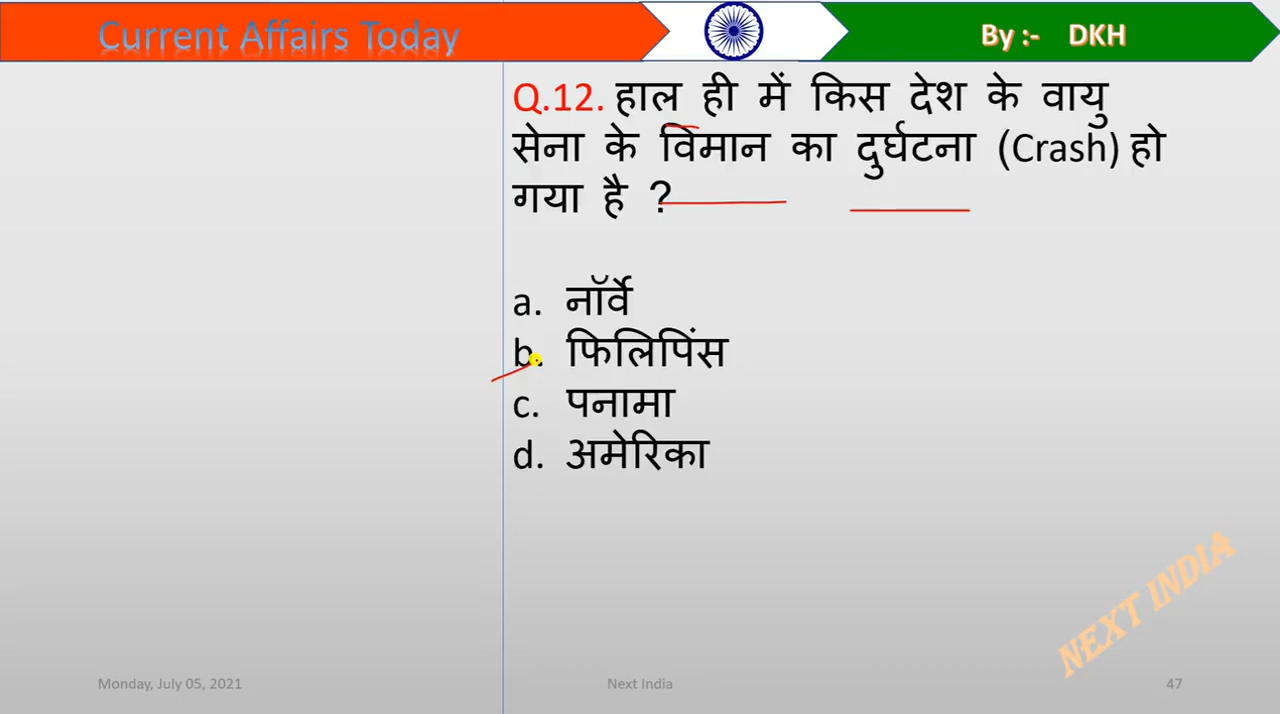 Current Affairs Today
By :- DKH
Q.12. हाल ही में किस देश के वायु
सेना के विमान का दुर्घटना (Crash) हो
गया है ?
a. नॉर्वे
b. फिलिपिंस
c. पनामा
d. अमेरिका
NEXT INDIA
Monday, July 05, 2021
Next India
47